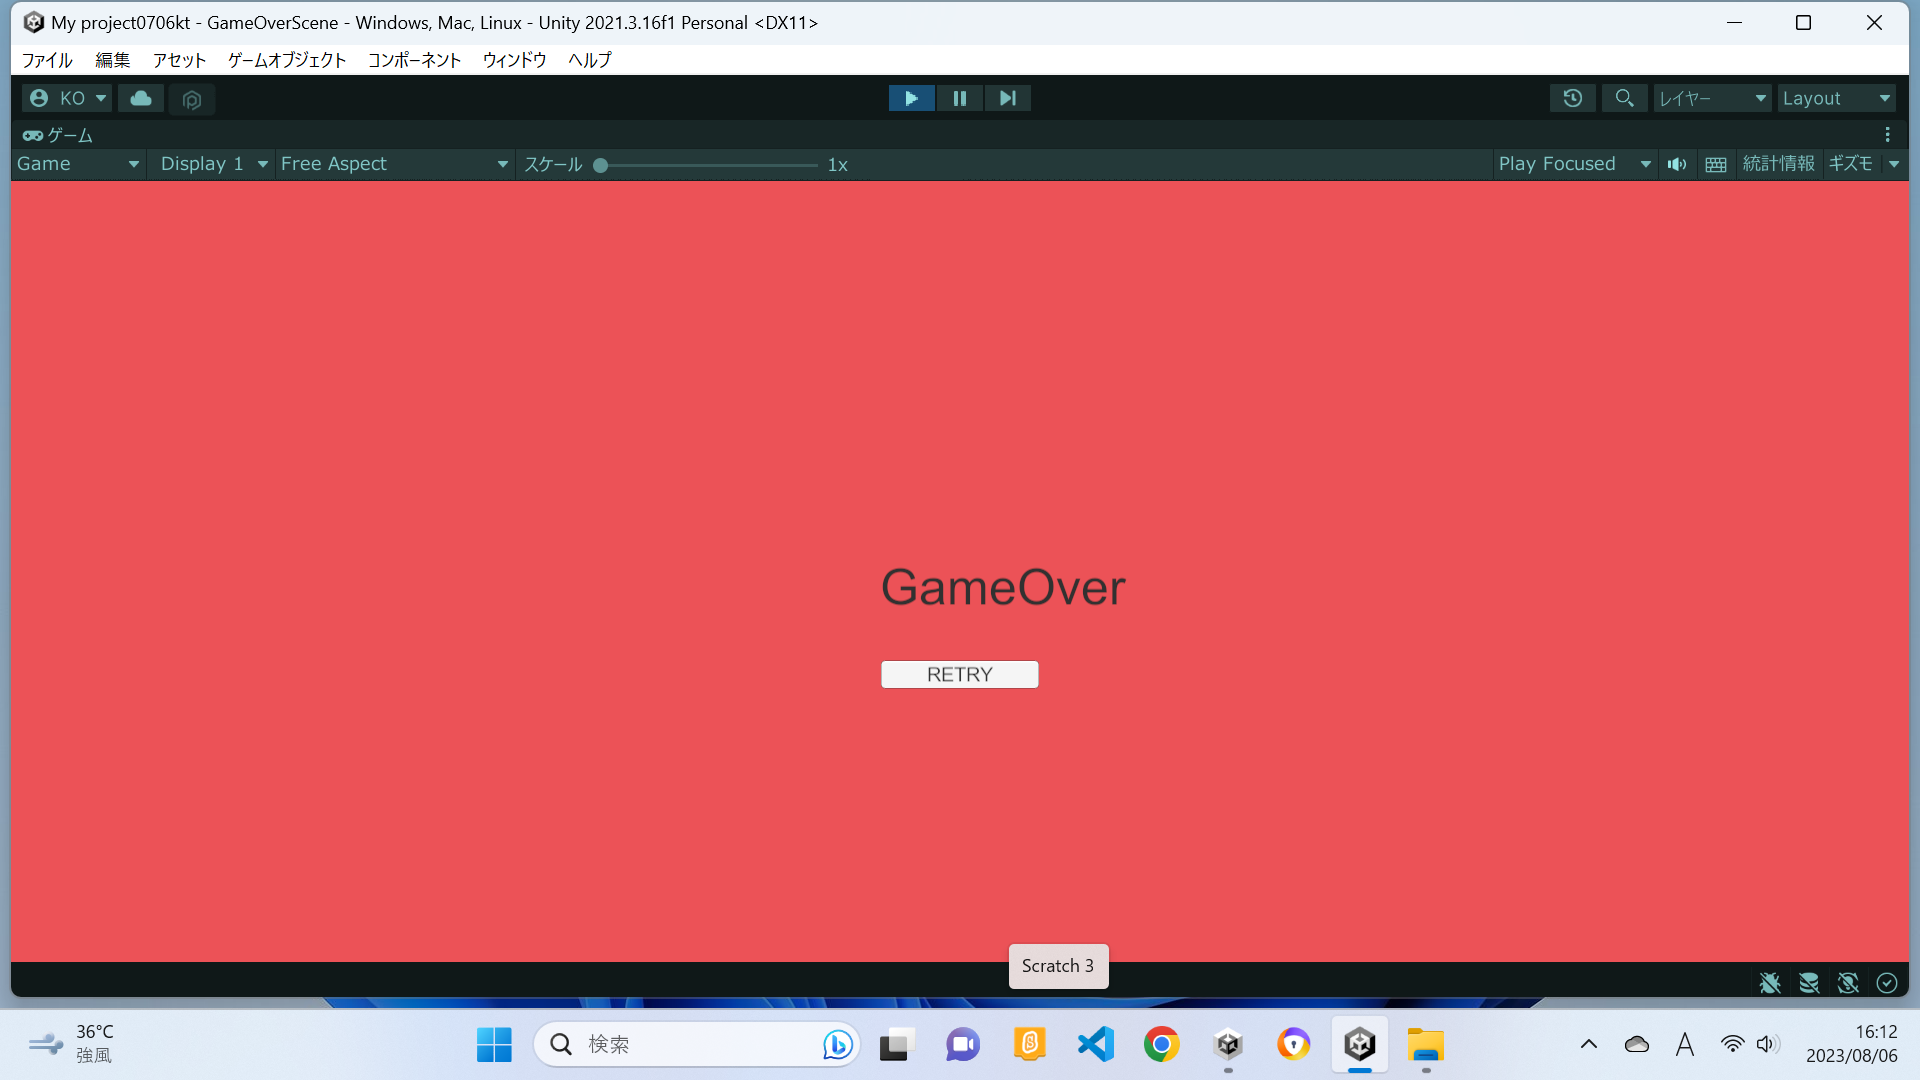 My project0706kt - GameOverScene - Windows, Mac, Linux - Unity 2021.3.16f1 Personal <DX11>
ファイル 編集 アセット ゲームオブジェクト コンポーネント ウィンドウ ヘルプ
KO レイヤー Layout
ゲーム
Game Display 1 Free Aspect スケール 1x Play Focused 統計情報 ギズモ
GameOver
RETRY
Scratch 3
36°C
強風
検索
A
16:12
2023/08/06